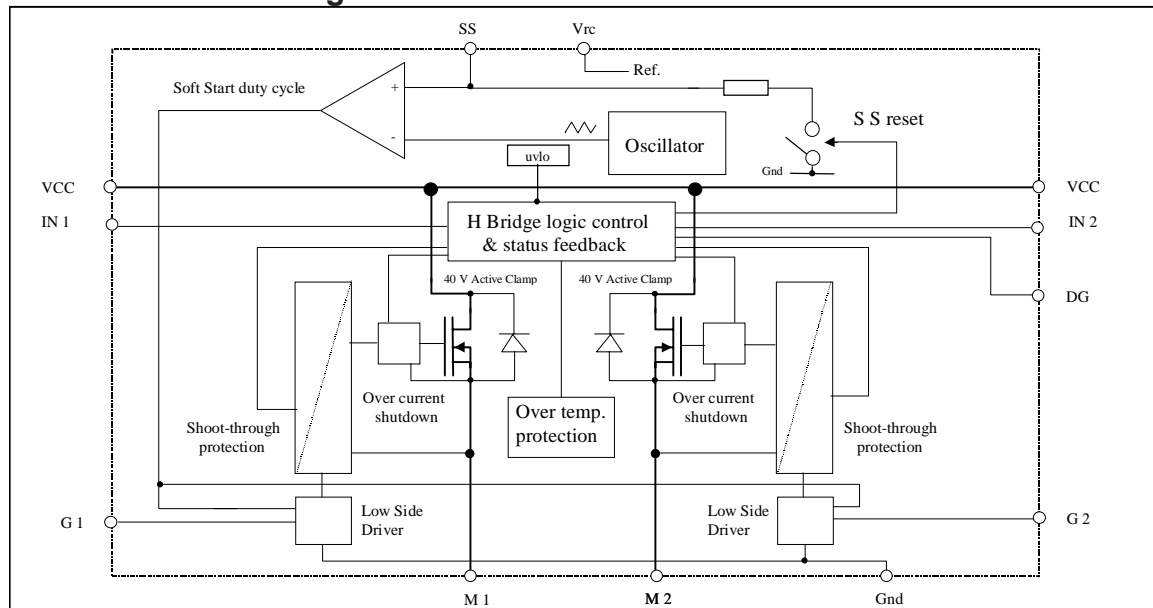 SS
Vrc
Ref.
Soft Start duty cycle
+
-
Oscillator
S S reset
uvlo
Gnd
VCC
VCC
IN 1
H Bridge logic control
& status feedback
IN 2
40 V Active Clamp
40 V Active Clamp
DG
Over current
shutdown
Over temp.
protection
Over current
shutdown
Shoot-through
protection
Shoot-through
protection
G 1
Low Side
Driver
Low Side
Driver
G 2
M 1
M 2
Gnd